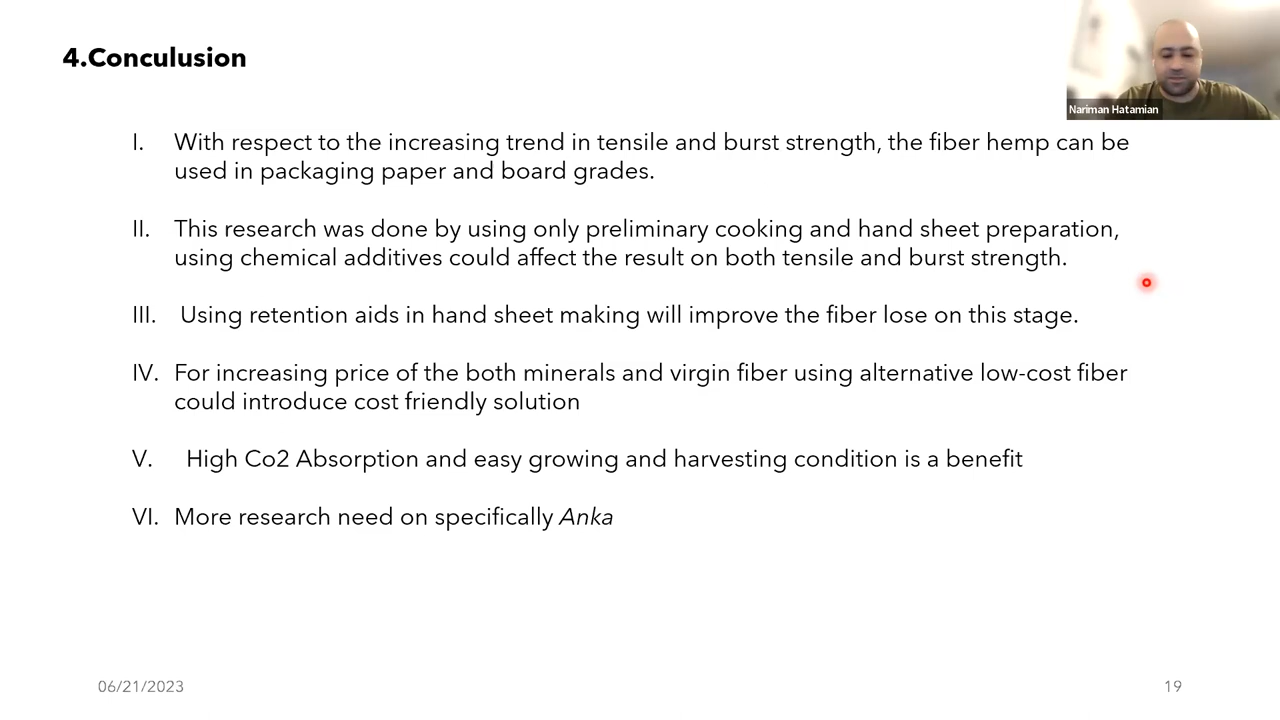 4.Conculusion
Nariman Hatamian
I. With respect to the increasing trend in tensile and burst strength, the fiber hemp can be
used in packaging paper and board grades.
II. This research was done by using only preliminary cooking and hand sheet preparation,
using chemical additives could affect the result on both tensile and burst strength.
III. Using retention aids in hand sheet making will improve the fiber lose on this stage.
IV. For increasing price of the both minerals and virgin fiber using alternative low-cost fiber
could introduce cost friendly solution
V. High Co2 Absorption and easy growing and harvesting condition is a benefit
VI. More research need on specifically Anka
06/21/2023
19